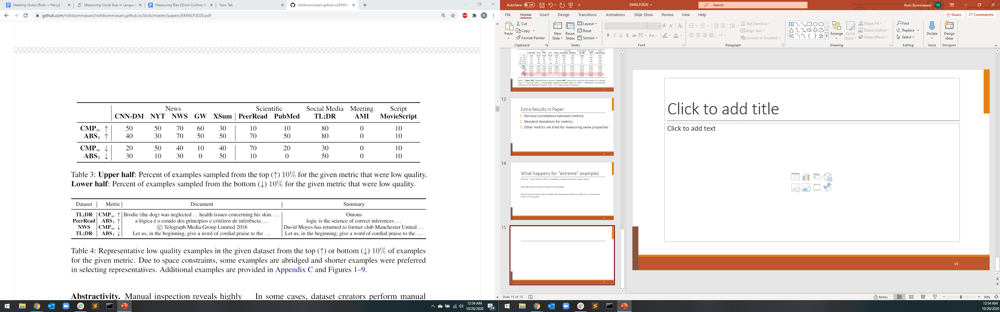 Meeting Notes [Rishi + Percy] - G
Measuring Social Bias in Languag
Measuring Bias [Short Outline; R
New Tab
rishibommasani.github.io/EMNLP
github.com/rishibommasani/rishibommasani.github.io/blob/master/papers/EMNLP2020.pdf
News Scientific Social Media Meeting Script
CNN-DM NYT NWS GW XSum PeerRead PubMed TL;DR AMI MovieScript
CMPw ↑ 50 50 70 60 30 10 10 80 0 10
ABS1 ↑ 40 30 70 50 50 70 50 80 0 10
CMPw ↓ 20 50 40 10 40 70 20 30 0 10
ABS1 ↓ 30 10 30 0 50 10 0 50 0 10
Table 3: Upper half: Percent of examples sampled from the top (↑) 10% for the given metric that were low quality.
Lower half: Percent of examples sampled from the bottom (↓) 10% for the given metric that were low quality.
Dataset Metric Document Summary
TL;DR CMPw ↑ Brodie (the dog) was neglected ... health issues concerning his skin. ... Onions
PeerRead ABS1 ↑ a lógica é o estudo dos princípios e critéiros de inferência ... logic is the science of correct inferences ...
NWS CMPw ↓ © Telegraph Media Group Limited 2016 David Moyes has returned to former club Manchester United ...
TL;DR ABS1 ↓ Let us, in the beginning, give a word of cordial praise to the ... Let us, in the beginning, give a word of cordial praise to the ...
Table 4: Representative low quality examples in the given dataset from the top (↑) or bottom (↓) 10% of examples
for the given metric. Due to space constraints, some examples are abridged and shorter examples were preferred
in selecting representatives. Additional examples are provided in Appendix C and Figures 1–9.
Abstractivity. Manual inspection reveals highly
In some cases, dataset creators perform manual
12:54 AM
10/20/2020
24
AutoSave Off
EMNLP2020
Search
Rishi Bommasani RB
File Home Insert Design Transitions Animations Slide Show Review View Help
Share Comments
Paste
Cut
Copy
Format Painter
Clipboard
New Slide
Reuse Slides
Layout
Reset
Section
Slides
Font
Text Direction
Align Text
Convert to SmartArt
Paragraph
Arrange
Quick Styles
Shape Fill
Shape Outline
Shape Effects
Drawing
Find
Replace
Select
Editing
Dictate
Voice
Design Ideas
Designer
13
Extra Results in Paper
1. Pairwise correlations between metrics
2. Standard deviations for metrics
3. Other metrics we tried for measuring same properties
14
What happens for “extreme” examples
Extreme – Top or bottom 10% of examples in a given dataset for a given metric
Manually examine several hundred such examples
Noticed that extremes often correlate with being generically low quality (for a conservative
notion of low quality)
15
Click to add title
Click to add text
15
Slide 15 of 15
Notes
94%
12:54 AM
10/20/2020